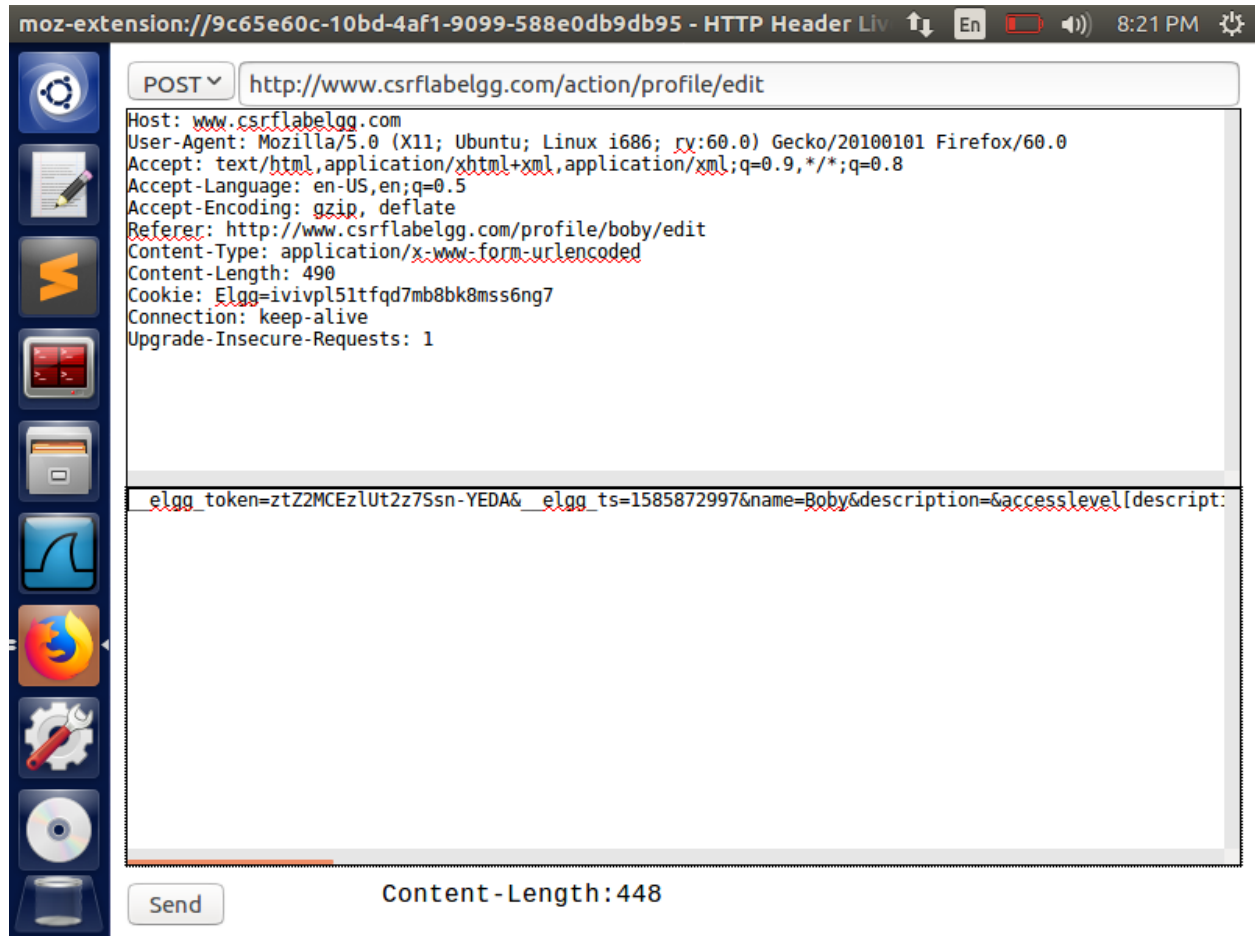 moz-extension://9c65e60c-10bd-4af1-9099-588e0db9db95 - HTTP Header Liv En 8:21 PM
POST http://www.csrflabelgg.com/action/profile/edit
Host: www.csrflabelgg.com
User-Agent: Mozilla/5.0 (X11; Ubuntu; Linux i686; rv:60.0) Gecko/20100101 Firefox/60.0
Accept: text/html,application/xhtml+xml,application/xml;q=0.9,*/*;q=0.8
Accept-Language: en-US,en;q=0.5
Accept-Encoding: gzip, deflate
Referer: http://www.csrflabelgg.com/profile/boby/edit
Content-Type: application/x-www-form-urlencoded
Content-Length: 490
Cookie: Elgg=ivivpl51tfqd7mb8bk8mss6ng7
Connection: keep-alive
Upgrade-Insecure-Requests: 1
__elgg_token=ztZ2MCEzlUt2z7Ssn-YEDA&__elgg_ts=1585872997&name=Boby&description=&accesslevel[descripti
Send Content-Length:448